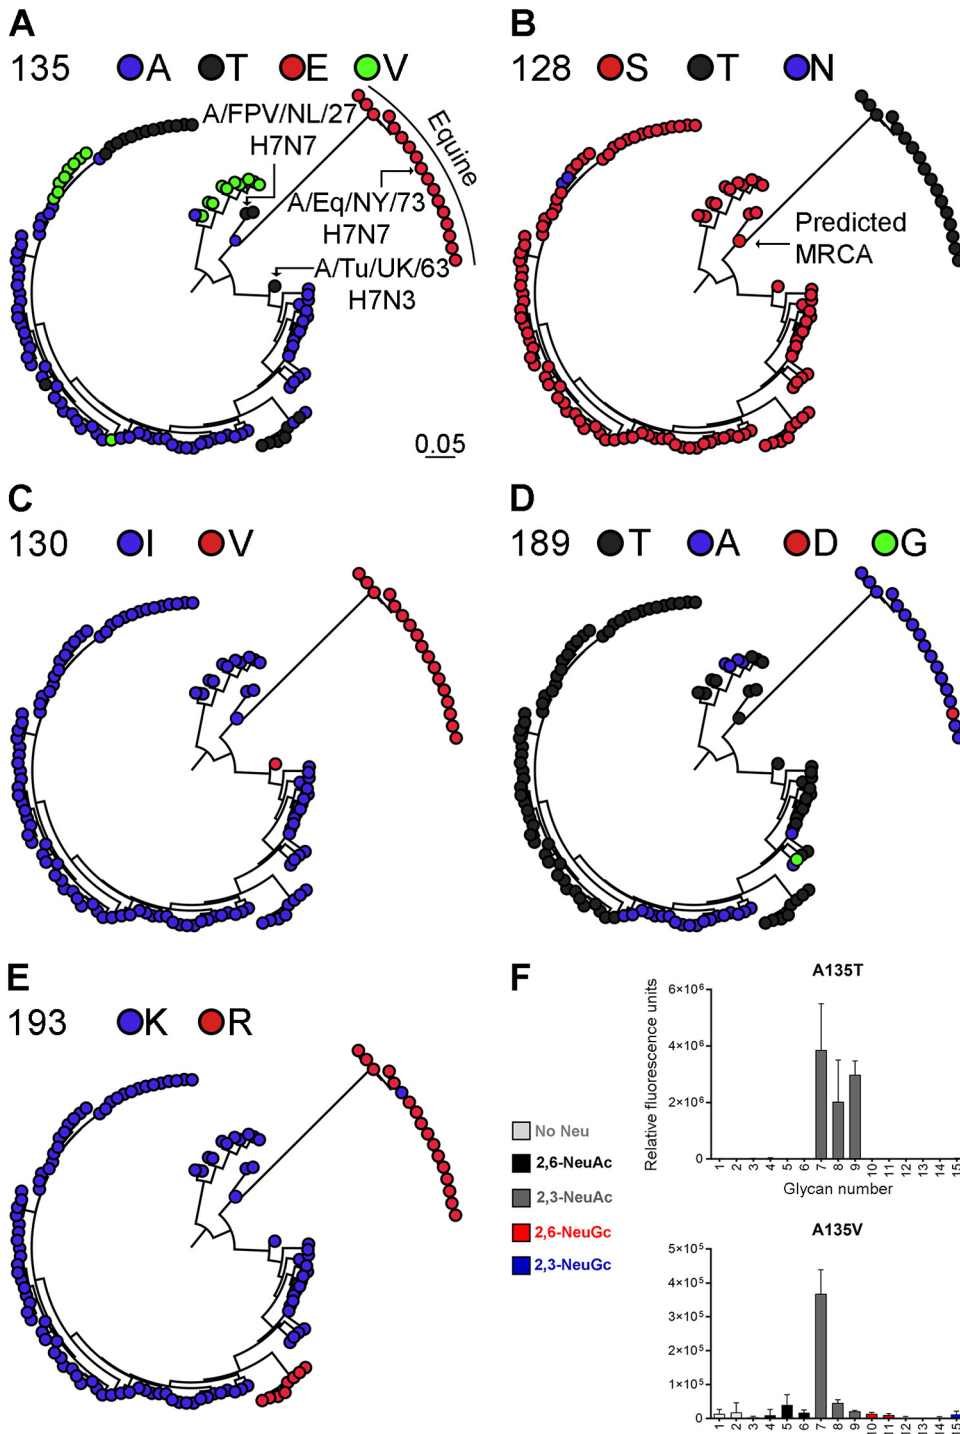 A
135 A T E V
A/FPV/NL/27
H7N7
Equine
A/Eq/NY/73
H7N7
A/Tu/UK/63
H7N3
0.05
B
128 S T N
Predicted
MRCA
C
130 I V
D
189 T A D G
E
193 K R
F
No Neu
2,6-NeuAc
2,3-NeuAc
2,6-NeuGc
2,3-NeuGc
A135T
Relative fluorescence units
6×10⁶
4×10⁶
2×10⁶
0
1 2 3 4 5 6 7 8 9 10 11 12 13 14 15
Glycan number
A135V
5×10⁵
4×10⁵
3×10⁵
2×10⁵
1×10⁵
0
1 2 3 4 5 6 7 8 9 10 11 12 13 14 15